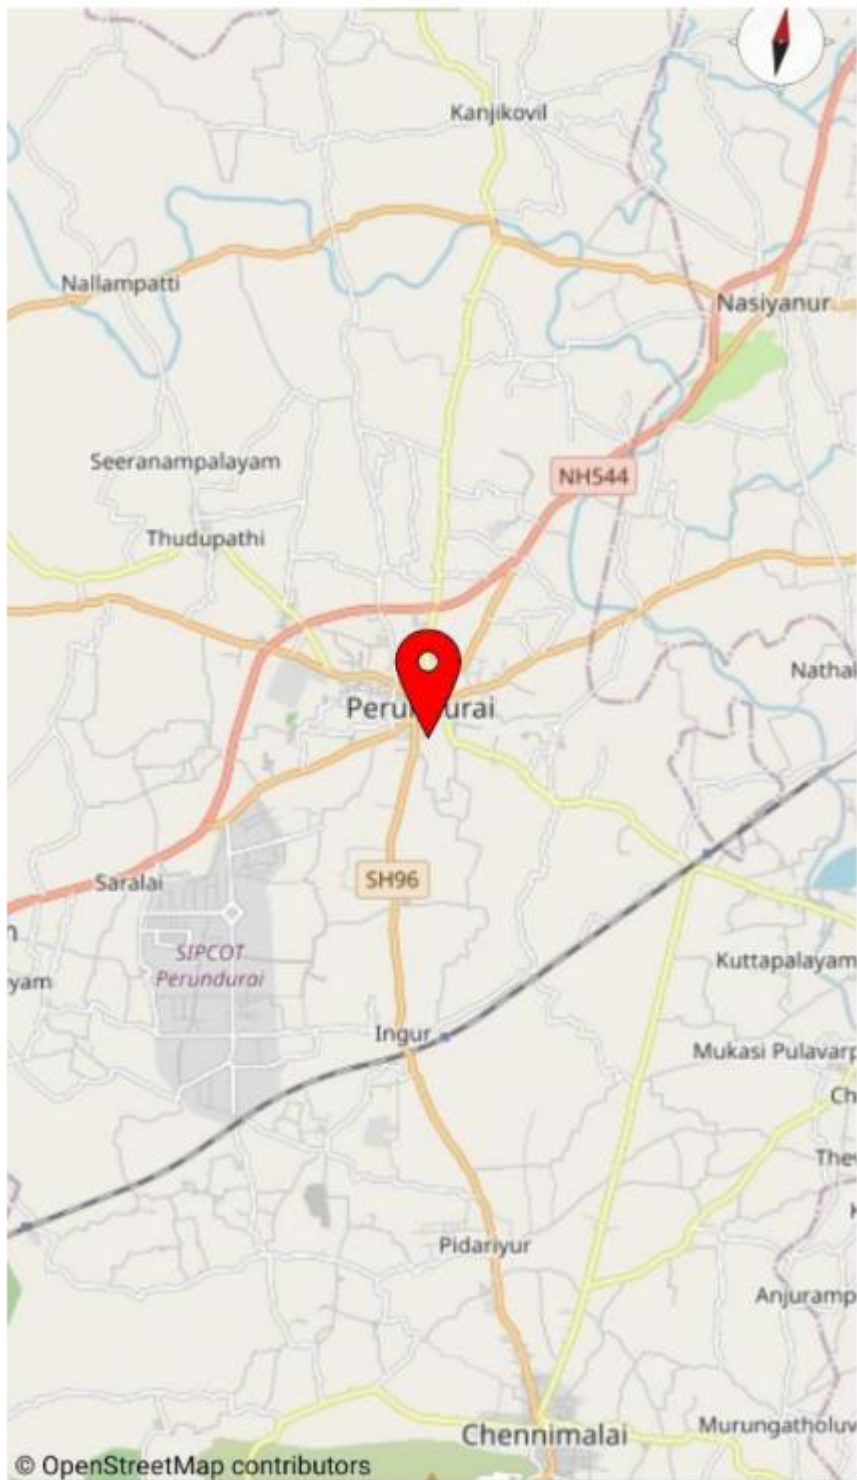 Kanjikovil
Nallampatti
Nasiyanur
Seeranampalayam
NH544
Thudupathi
Nathal
Perundurai
SH96
Saralai
SIPCOT
Perundurai
Kuttapalayam
yam
Ingur
Mukasi Pulavarp
Ch
Thev
Pidariyur
Anjuramp
Chennimalai
Murungatholuv
© OpenStreetMap contributors